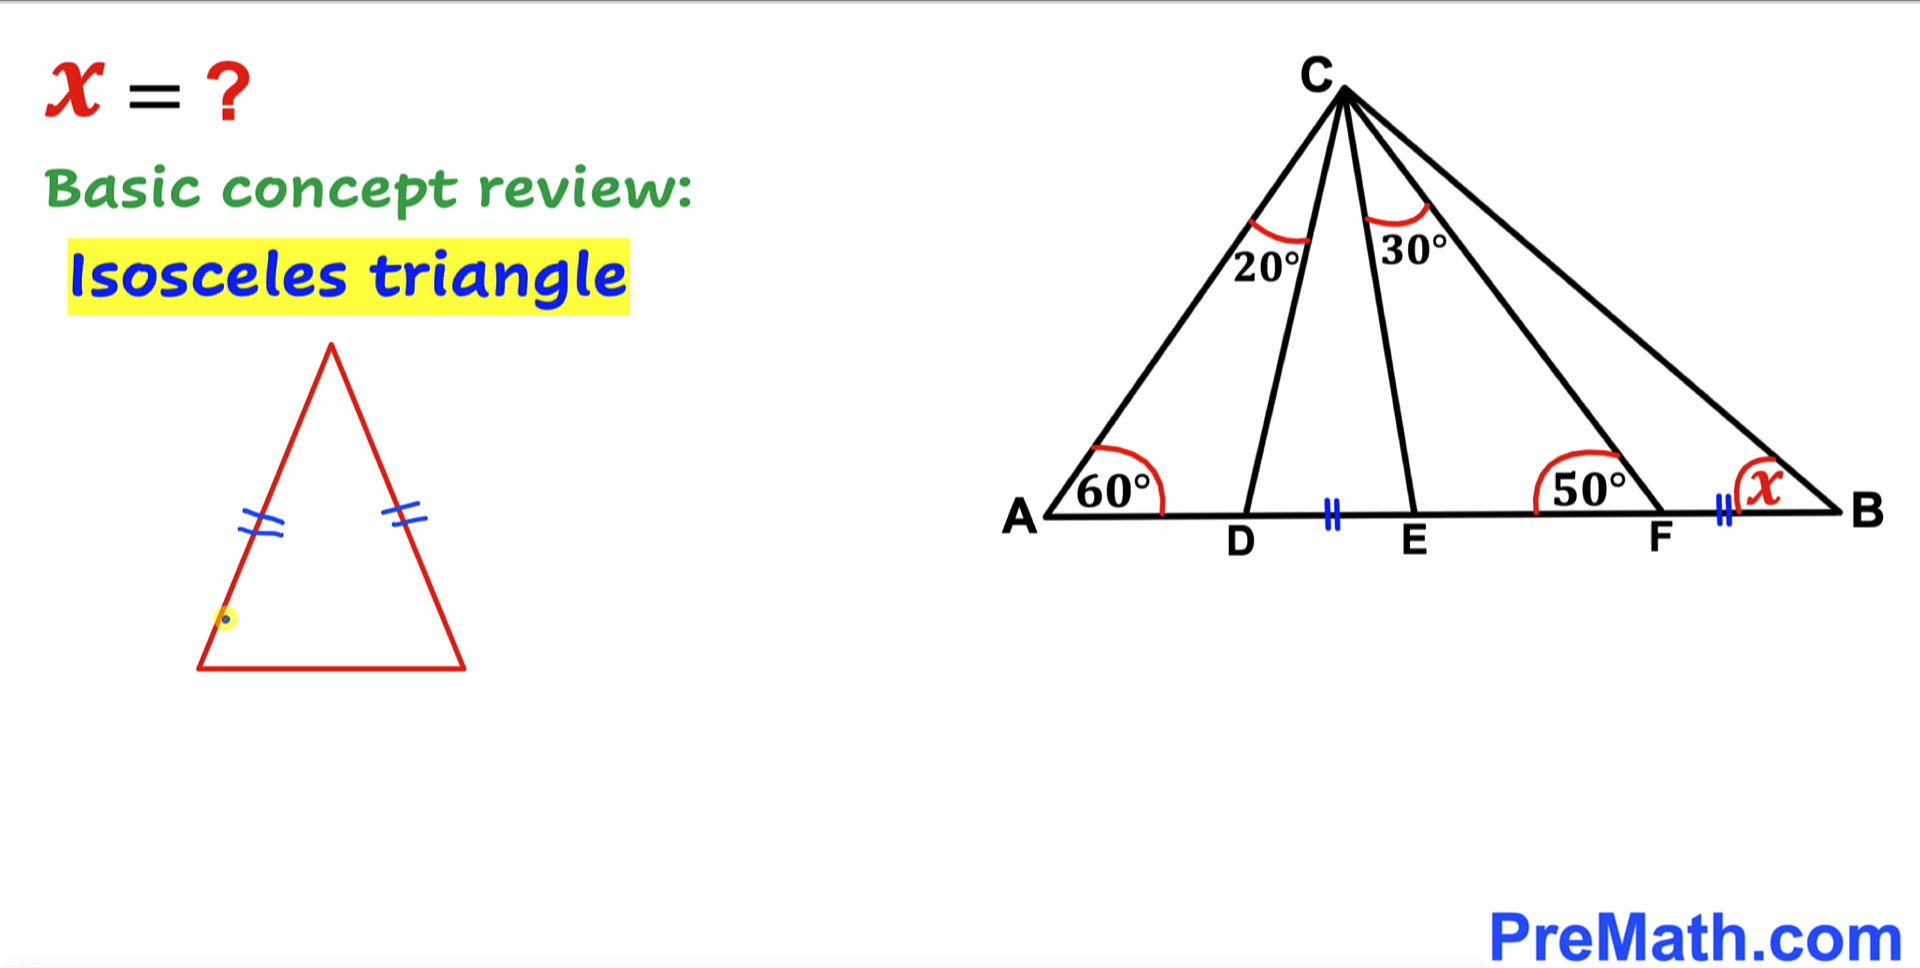 x = ?
Basic concept review:
Isosceles triangle
C
20°
30°
60°
50°
x
A
D
E
F
B
PreMath.com